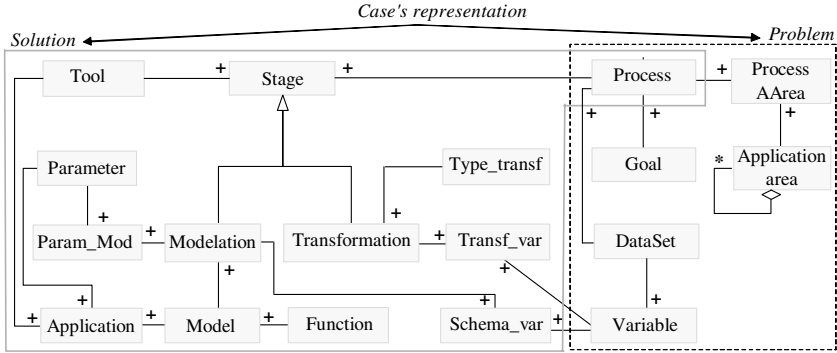 Case's representation
Solution
Problem
Tool
+
Stage
+
Process
+
Process
AArea
+
+
+
Parameter
Type_transf
Goal
*
Application
area
+
+
Param_Mod
+
Modelation
Transformation
+
Transf_var
DataSet
+
+
+
+
+
+
Application
+
Model
+
Function
Schema_var
+
Variable